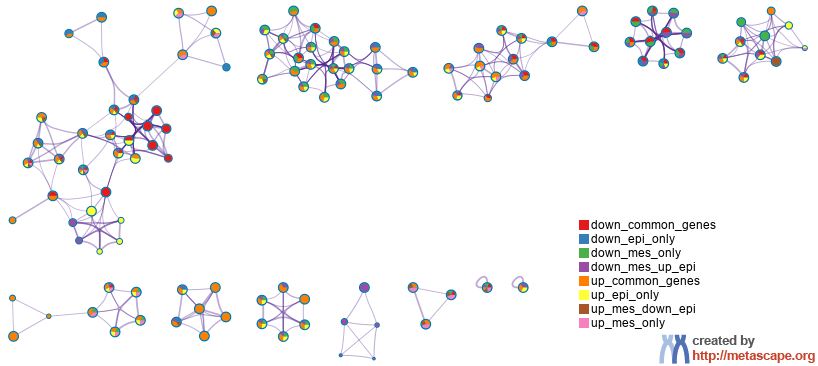 down_common_genes
down_epi_only
down_mes_only
down_mes_up_epi
up_common_genes
up_epi_only
up_mes_down_epi
up_mes_only
created by
http://metascape.org